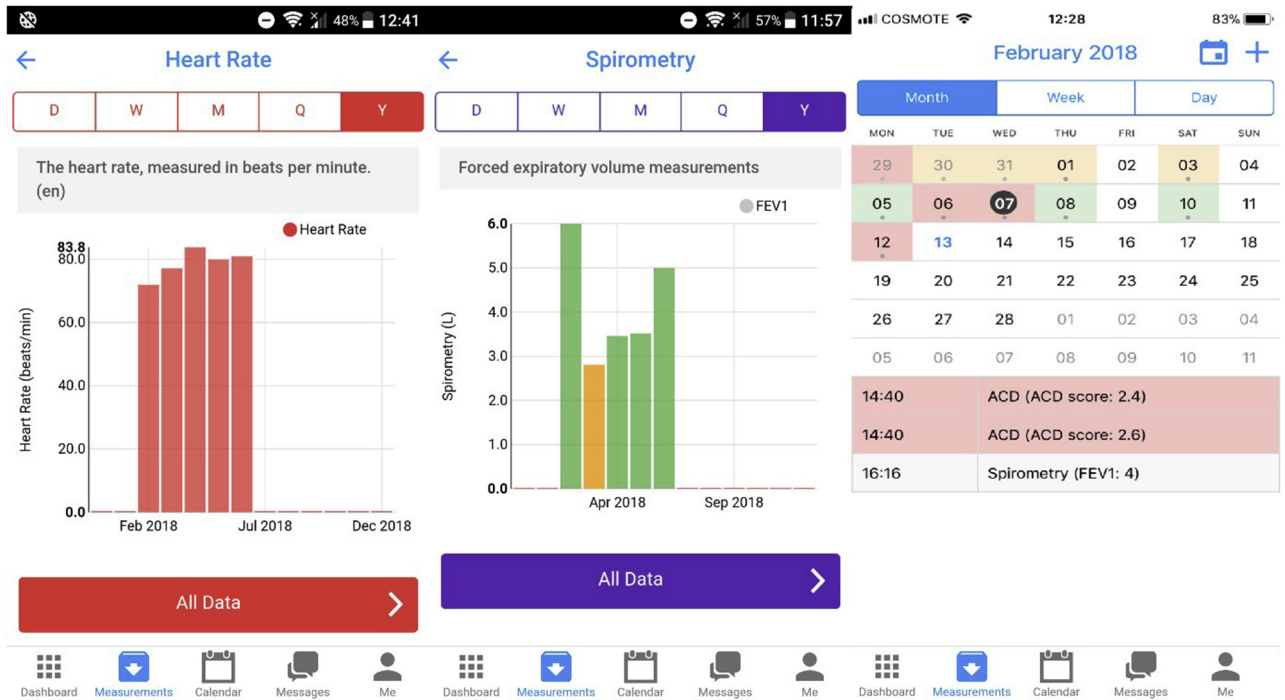 48% 12:41
Heart Rate
D W M Q Y
The heart rate, measured in beats per minute.
(en)
Heart Rate
83.8
80.0
60.0
40.0
20.0
0.0
Heart Rate (beats/min)
Feb 2018 Jul 2018 Dec 2018
All Data
Dashboard Measurements Calendar Messages Me
57% 11:57
Spirometry
D W M Q Y
Forced expiratory volume measurements
FEV1
6.0
5.0
4.0
3.0
2.0
1.0
0.0
Spirometry (L)
Apr 2018 Sep 2018
All Data
Dashboard Measurements Calendar Messages Me
COSMOTE 12:28 83%
February 2018
Month Week Day
MON TUE WED THU FRI SAT SUN
29 30 31 01 02 03 04
05 06 07 08 09 10 11
12 13 14 15 16 17 18
19 20 21 22 23 24 25
26 27 28 01 02 03 04
05 06 07 08 09 10 11
14:40 ACD (ACD score: 2.4)
14:40 ACD (ACD score: 2.6)
16:16 Spirometry (FEV1: 4)
Dashboard Measurements Calendar Messages Me